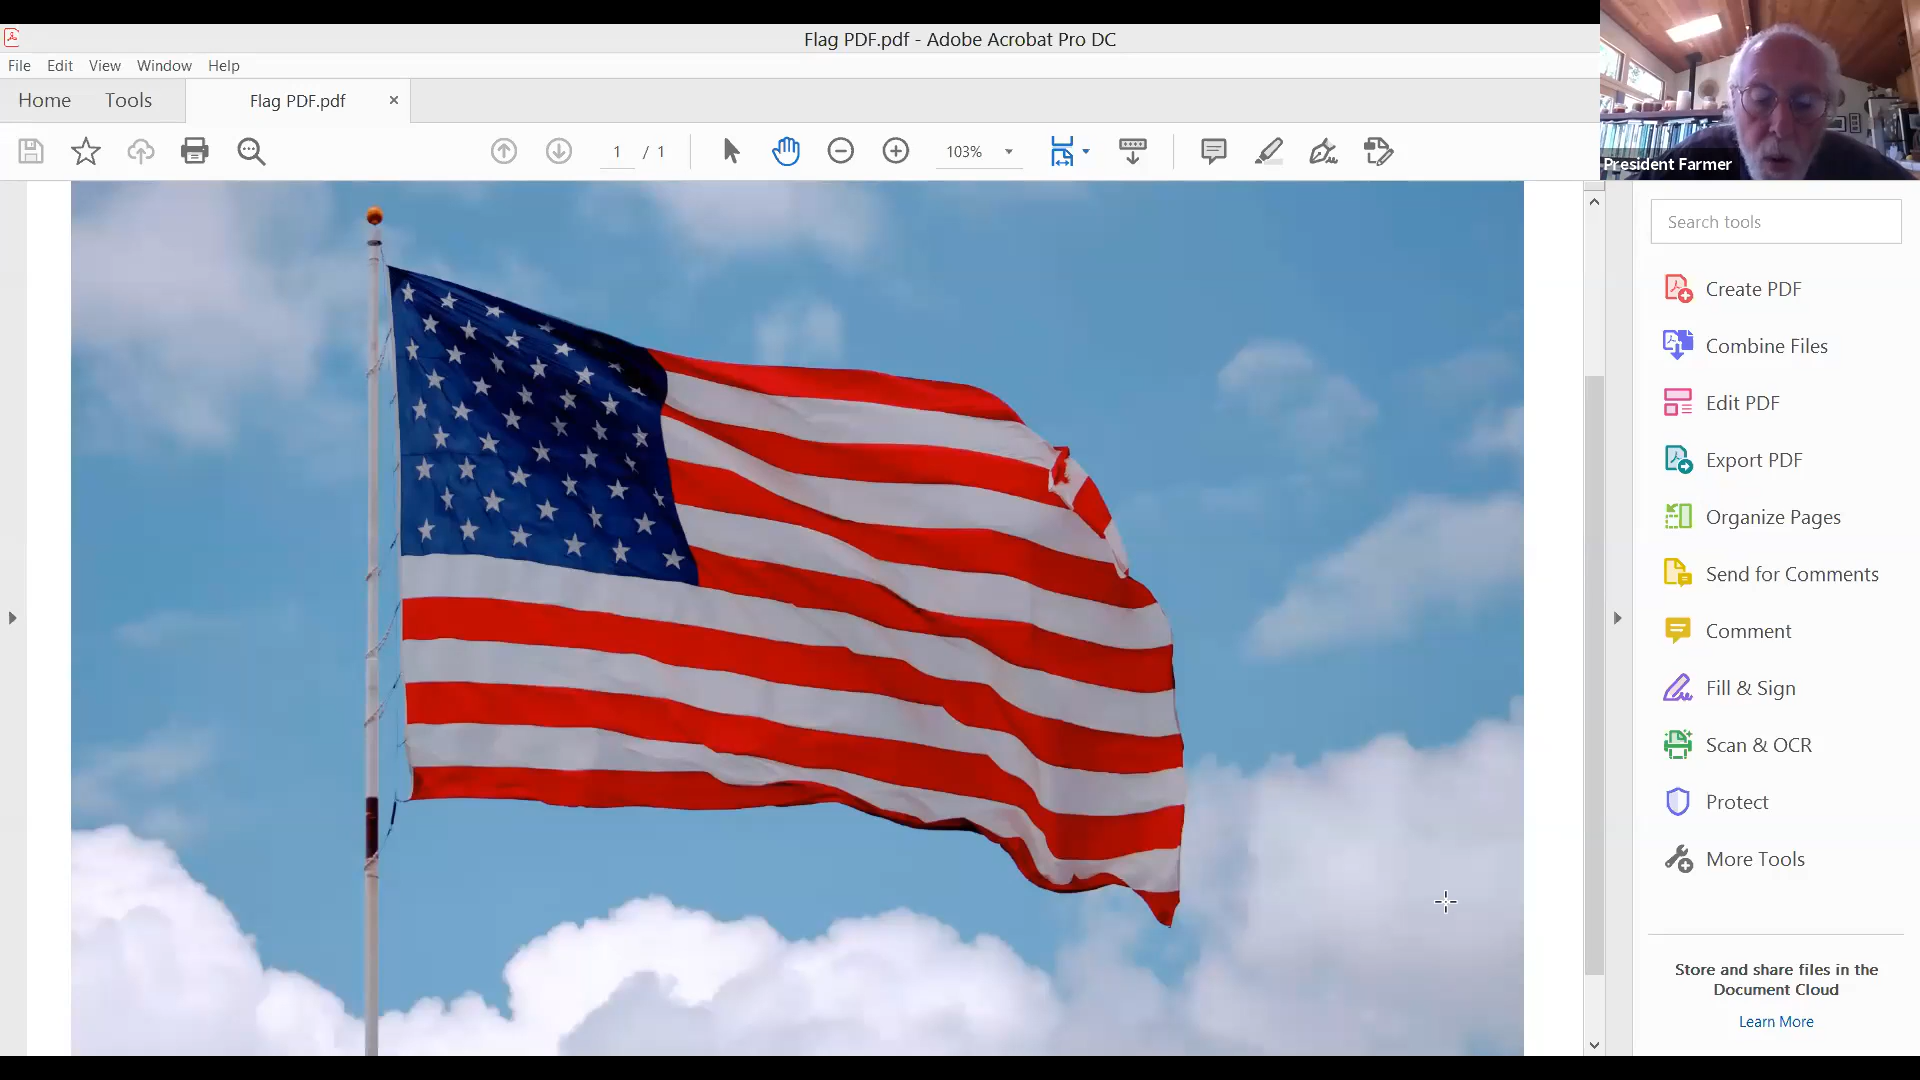 Flag PDF.pdf - Adobe Acrobat Pro DC
File Edit View Window Help
Home Tools Flag PDF.pdf ×
1 / 1 103%
President Farmer
Search tools
Create PDF
Combine Files
Edit PDF
Export PDF
Organize Pages
Send for Comments
Comment
Fill & Sign
Scan & OCR
Protect
More Tools
Store and share files in the
Document Cloud
Learn More